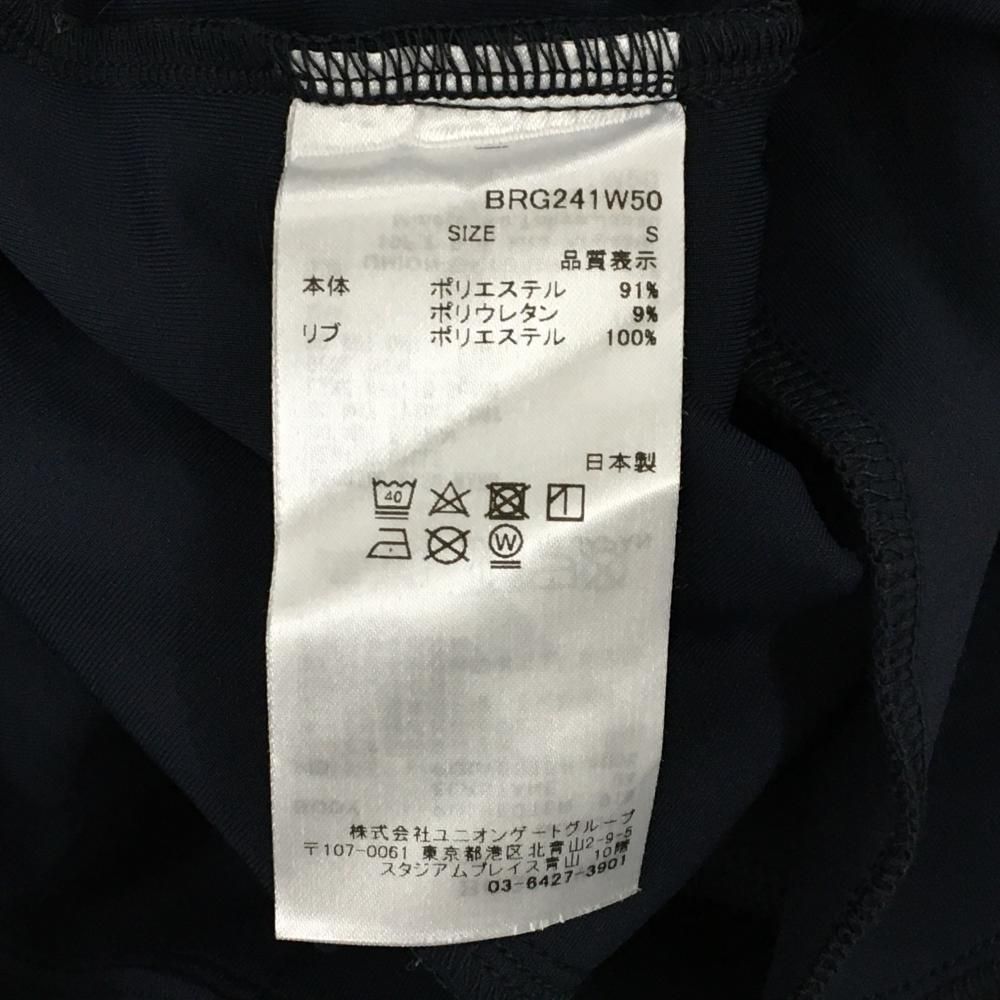 BRG241W50
SIZE S
品質表示
本体 ポリエステル 91%
ポリウレタン 9%
リブ ポリエステル 100%
日本製
40
W
株式会社ユニオンゲートグループ
〒107-0061 東京都港区北青山2-9-5
スタジアムプレイス青山 10階
03-6427-3901